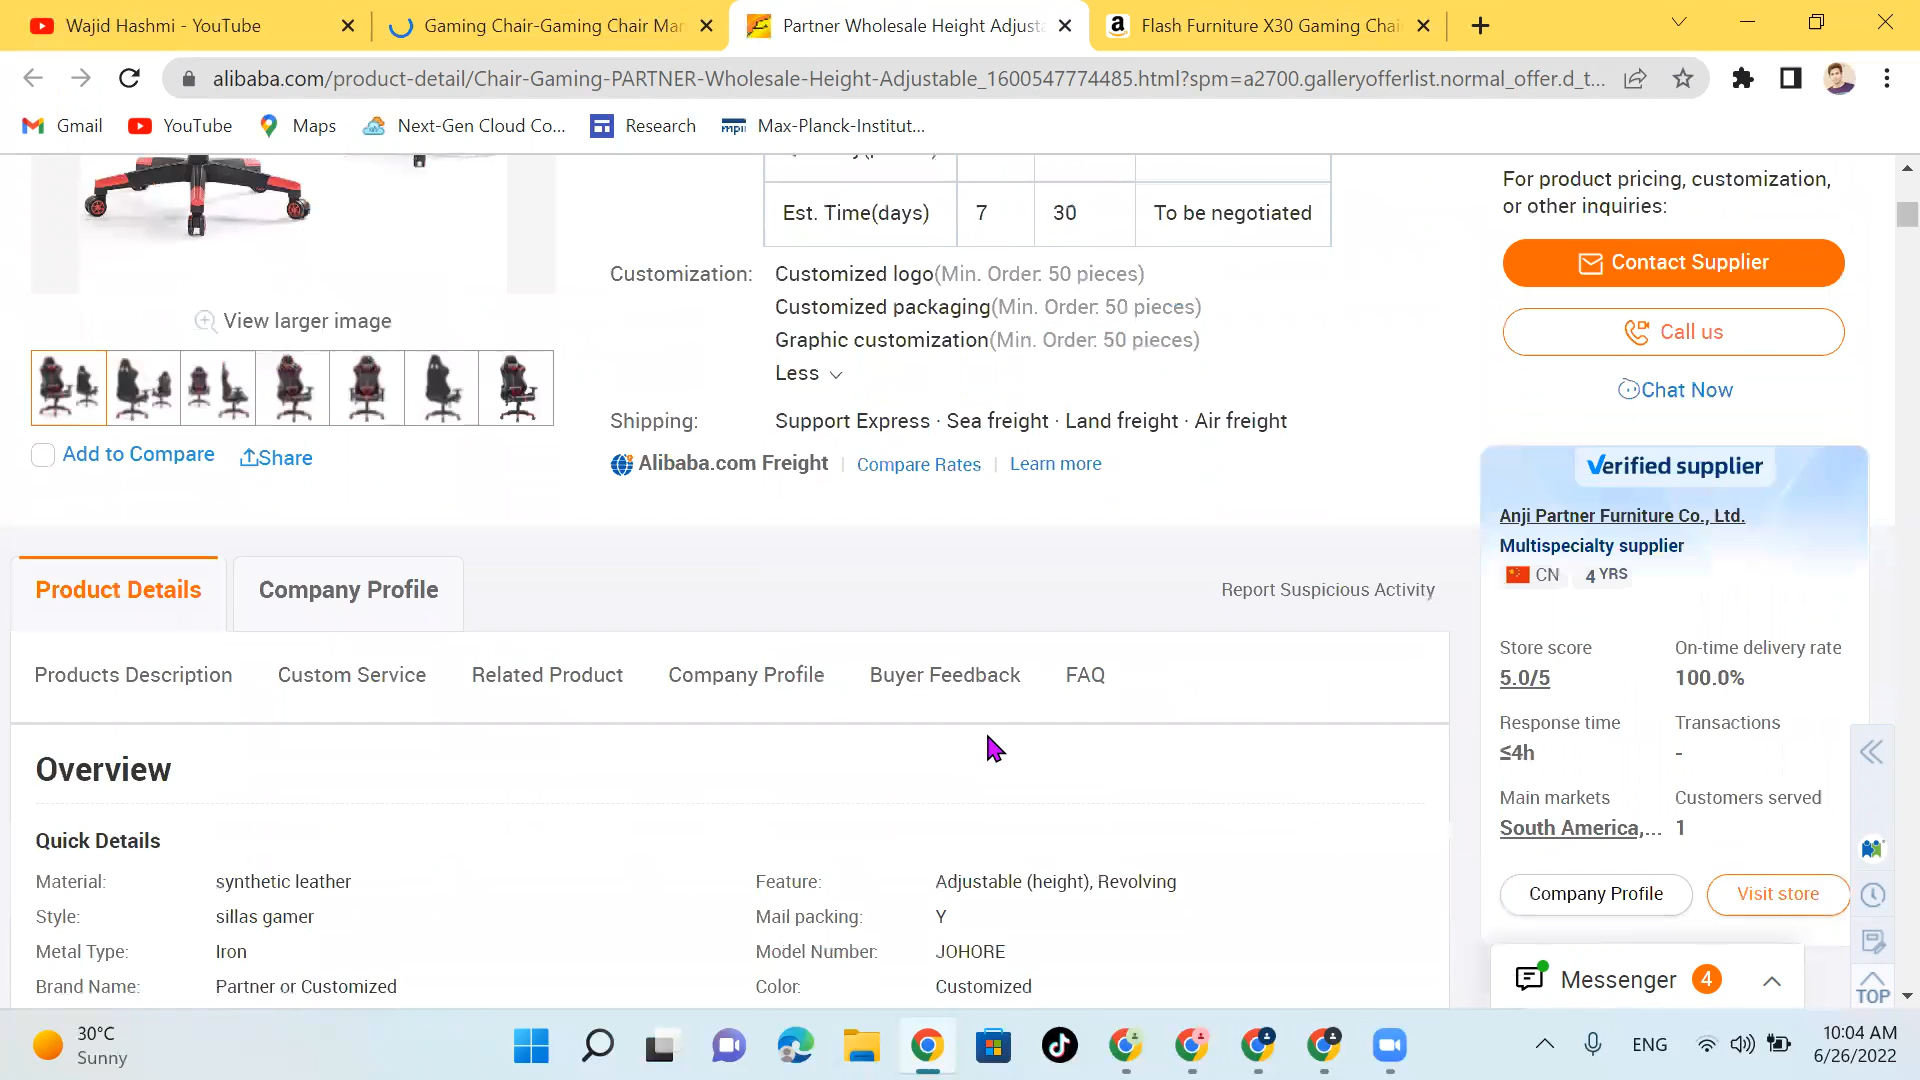 Wajid Hashmi - YouTube
Gaming Chair-Gaming Chair Man
Partner Wholesale Height Adjusta
Flash Furniture X30 Gaming Chai
alibaba.com/product-detail/Chair-Gaming-PARTNER-Wholesale-Height-Adjustable_1600547774485.html?spm=a2700.galleryofferlist.normal_offer.d_t...
Gmail
YouTube
Maps
Next-Gen Cloud Co...
Research
Max-Planck-Institut...
Est. Time(days) 7 30 To be negotiated
Customization: Customized logo(Min. Order: 50 pieces)
Customized packaging(Min. Order: 50 pieces)
Graphic customization(Min. Order: 50 pieces)
Less
Shipping: Support Express · Sea freight · Land freight · Air freight
Alibaba.com Freight | Compare Rates | Learn more
View larger image
Add to Compare
Share
For product pricing, customization,
or other inquiries:
Contact Supplier
Call us
Chat Now
Verified supplier
Anji Partner Furniture Co., Ltd.
Multispecialty supplier
CN 4 YRS
Store score On-time delivery rate
5.0/5 100.0%
Response time Transactions
≤4h -
Main markets Customers served
South America,... 1
Company Profile Visit store
Messenger 4
TOP
Product Details Company Profile
Report Suspicious Activity
Products Description Custom Service Related Product Company Profile Buyer Feedback FAQ
Overview
Quick Details
Material: synthetic leather Feature: Adjustable (height), Revolving
Style: sillas gamer Mail packing: Y
Metal Type: Iron Model Number: JOHORE
Brand Name: Partner or Customized Color: Customized
30°C
Sunny
ENG
10:04 AM
6/26/2022